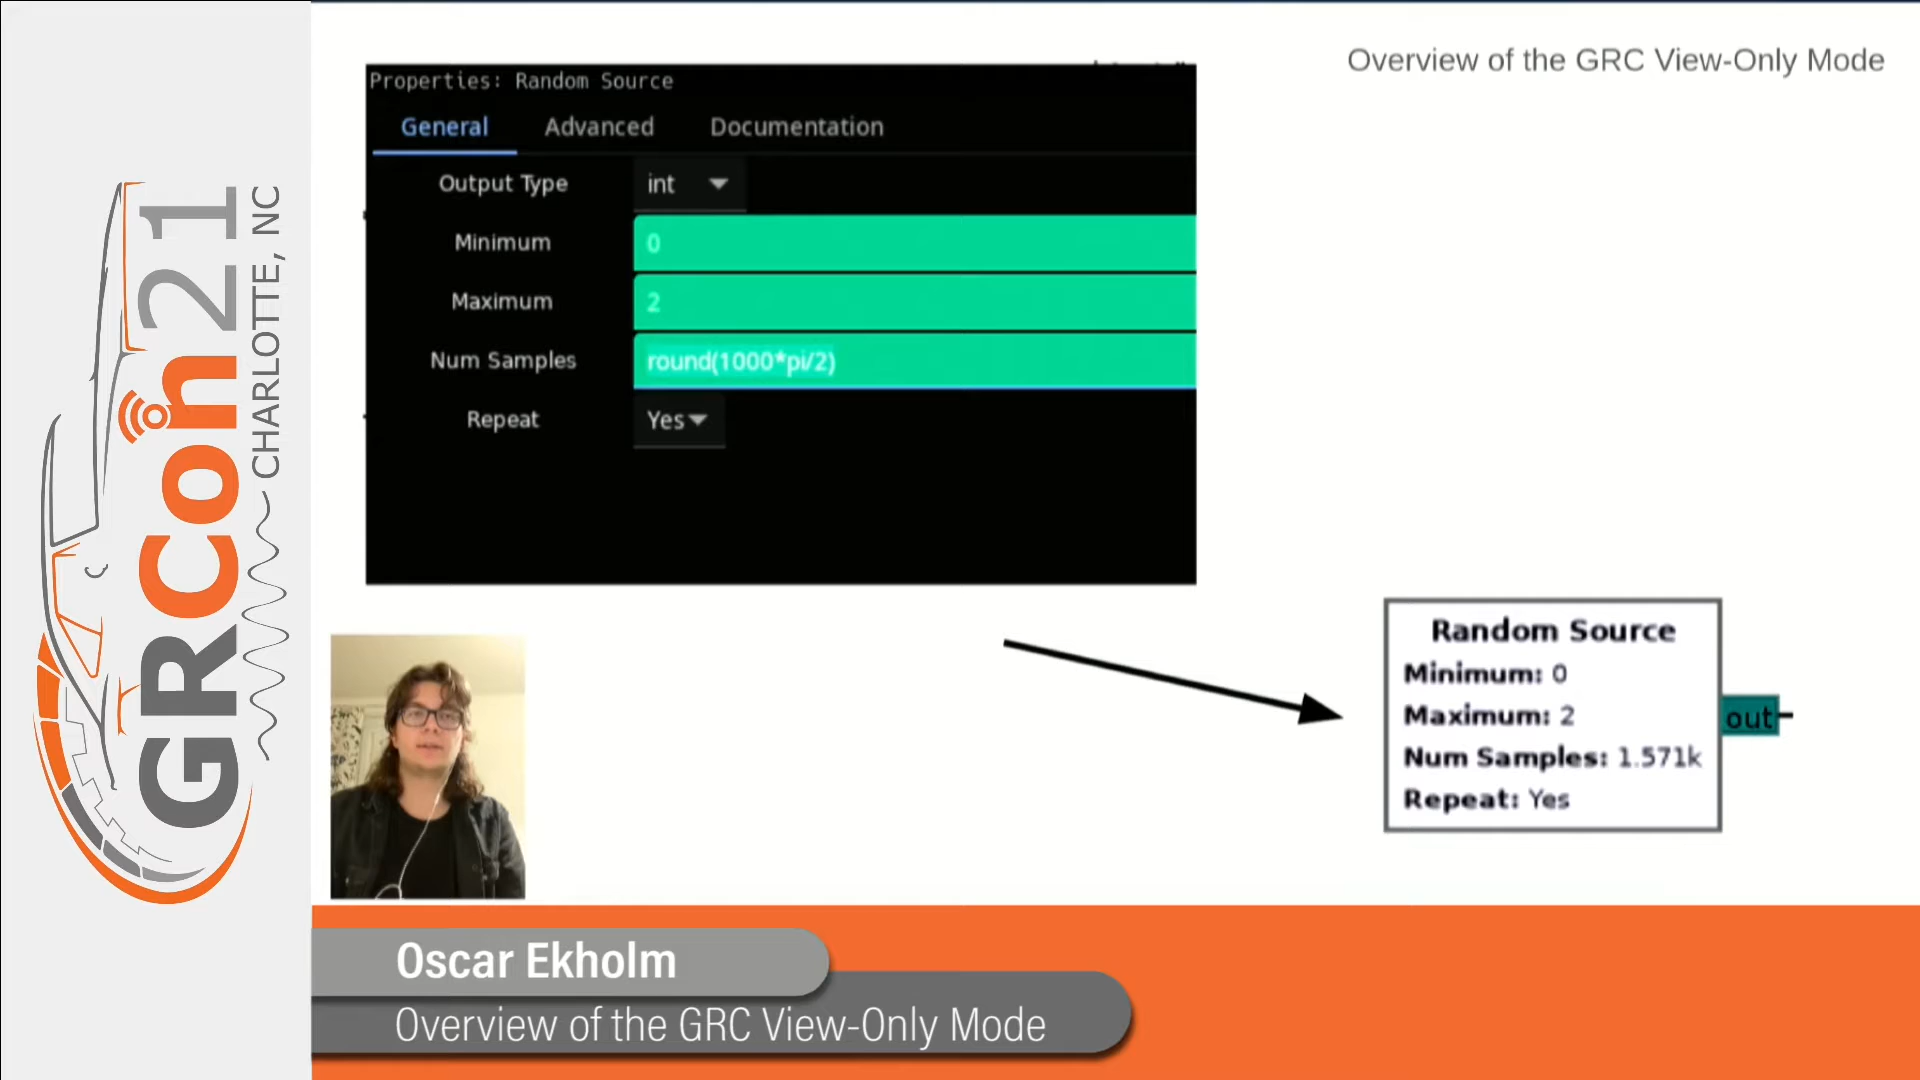 GRcon21
CHARLOTTE, NC
Overview of the GRC View-Only Mode
Properties: Random Source
General Advanced Documentation
Output Type int
Minimum 0
Maximum 2
Num Samples round(1000*pi/2)
Repeat Yes
Random Source
Minimum: 0
Maximum: 2
Num Samples: 1.571k
Repeat: Yes
out
Oscar Ekholm
Overview of the GRC View-Only Mode